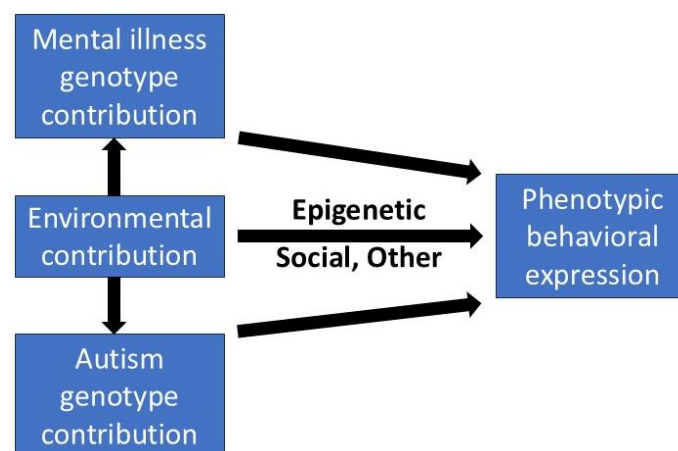 Mental illness
genotype
contribution
Environmental
contribution
Epigenetic
Social, Other
Phenotypic
behavioral
expression
Autism
genotype
contribution